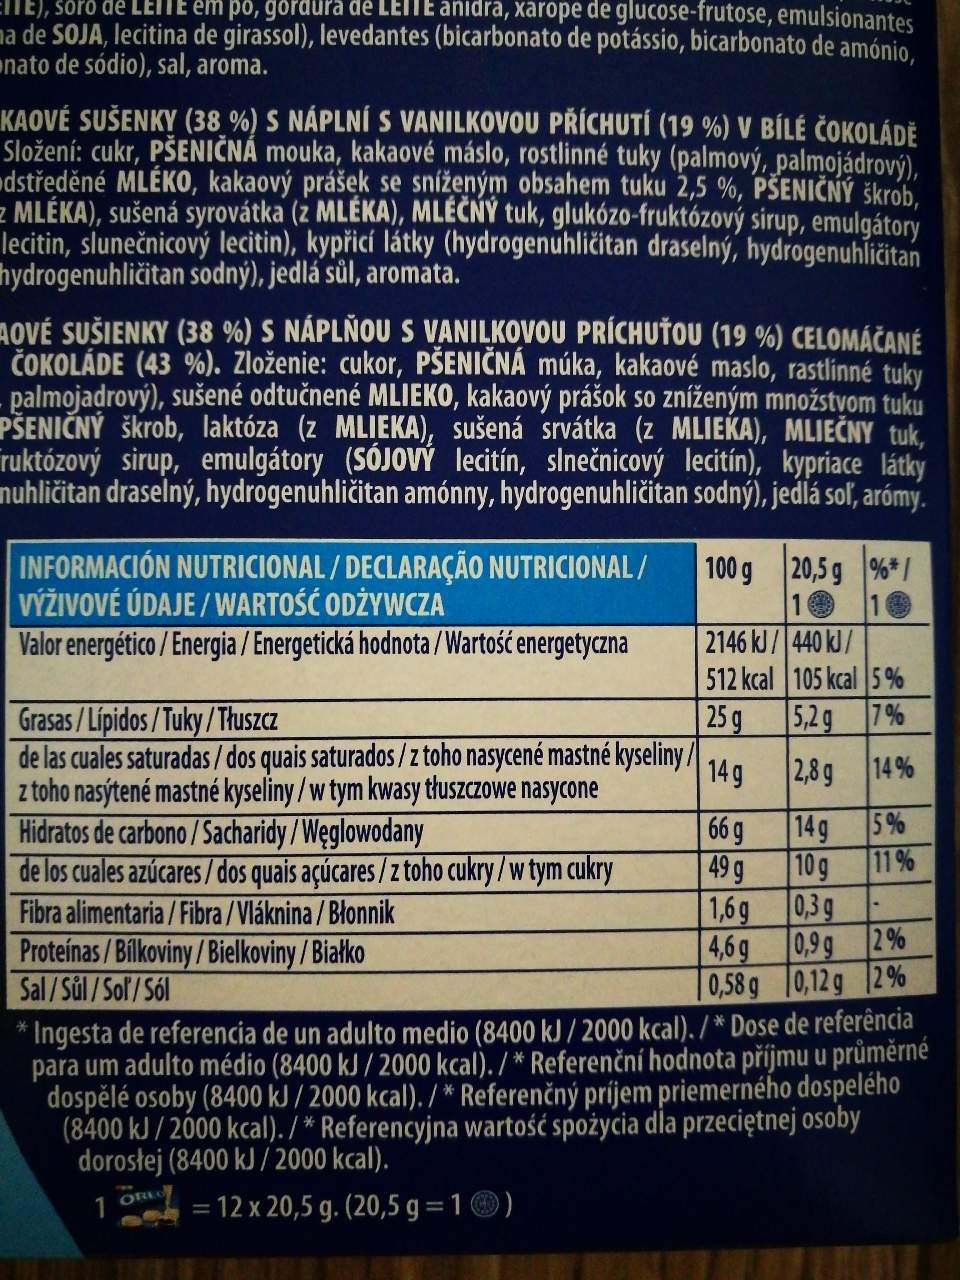 soro de LEITE em pó, gordura de LEITE anidra, xarope de glucose-frutose, emulsionantes
de SOJA, lecitina de girassol), levedantes (bicarbonato de potássio, bicarbonato de amónio,
nato de sódio), sal, aroma.
KAOVÉ SUŠENKY (38 %) S NÁPLNÍ S VANILKOVOU PŘÍCHUTÍ (19 %) V BÍLÉ ČOKOLÁDĚ
Složení: cukr, PŠENIČNÁ mouka, kakaové máslo, rostlinné tuky (palmový, palmojádrový),
dstředěné MLÉKO, kakaový prášek se sníženým obsahem tuku 2,5 %, PŠENIČNÝ škrob,
z MLÉKA), sušená syrovátka (z MLÉKA), MLÉČNÝ tuk, glukózo-fruktózový sirup, emulgátory
lecitin, slunečnicový lecitin), kypřicí látky (hydrogenuhličitan draselný, hydrogenuhličitan
hydrogenuhličitan sodný), jedlá sůl, aromata.
AOVÉ SUŠIENKY (38 %) S NÁPLŇOU S VANILKOVOU PRÍCHUŤOU (19 %) CELOMÁČANÉ
ČOKOLÁDE (43 %). Zloženie: cukor, PŠENIČNÁ múka, kakaové maslo, rastlinné tuky
palmojadrový), sušené odtučnené MLIEKO, kakaový prášok so zníženým množstvom tuku
PŠENIČNÝ škrob, laktóza (z MLIEKA), sušená srvátka (z MLIEKA), MLIEČNY tuk,
ruktózový sirup, emulgátory (SÓJOVÝ lecitín, slnečnicový lecitín), kypriace látky
nuhličitan draselný, hydrogenuhličitan amónny, hydrogenuhličitan sodný), jedlá soľ, arómy.
INFORMACIÓN NUTRICIONAL / DECLARAÇÃO NUTRICIONAL / 100 g 20,5 g %* /
VÝŽIVOVÉ ÚDAJE / WARTOŚĆ ODŻYWCZA 1 1
Valor energético / Energia / Energetická hodnota / Wartość energetyczna 2146 kJ / 440 kJ /
512 kcal 105 kcal 5 %
Grasas / Lípidos / Tuky / Tłuszcz 25 g 5,2 g 7 %
de las cuales saturadas / dos quais saturados / z toho nasycené mastné kyseliny /
z toho nasýtené mastné kyseliny / w tym kwasy tłuszczowe nasycone 14 g 2,8 g 14 %
Hidratos de carbono / Sacharidy / Węglowodany 66 g 14 g 5 %
de los cuales azúcares / dos quais açúcares / z toho cukry / w tym cukry 49 g 10 g 11 %
Fibra alimentaria / Fibra / Vláknina / Błonnik 1,6 g 0,3 g -
Proteínas / Bílkoviny / Bielkoviny / Białko 4,6 g 0,9 g 2 %
Sal / Sůl / Soľ / Sól 0,58 g 0,12 g 2 %
* Ingesta de referencia de un adulto medio (8400 kJ / 2000 kcal). / * Dose de referência
para um adulto médio (8400 kJ / 2000 kcal). / * Referenční hodnota příjmu u průměrné
dospělé osoby (8400 kJ / 2000 kcal). / * Referenčný príjem priemerného dospelého
(8400 kJ / 2000 kcal). / * Referencyjna wartość spożycia dla przeciętnej osoby
dorosłej (8400 kJ / 2000 kcal).
1 OREO = 12 x 20,5 g. (20,5 g = 1 )